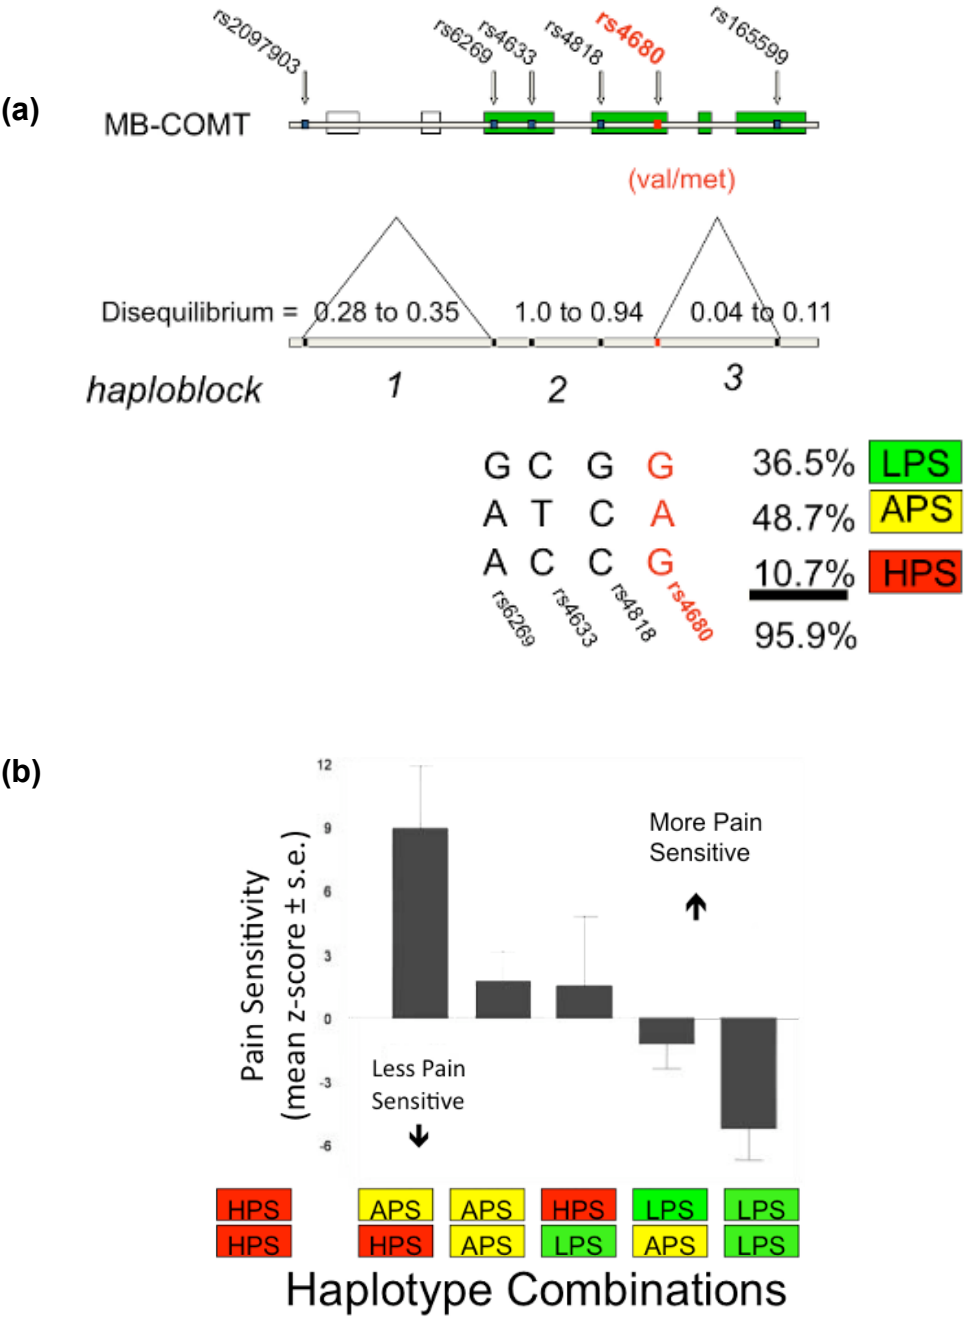 (a)
rs2097903
rs6269
rs4633
rs4818
rs4680
rs165599
MB-COMT
(val/met)
Disequilibrium = 0.28 to 0.35 1.0 to 0.94 0.04 to 0.11
haploblock 1 2 3
G C G G 36.5% LPS
A T C A 48.7% APS
A C C G 10.7% HPS
rs6269 rs4633 rs4818 rs4680
95.9%
(b)
12
9
6
3
0
-3
-6
Pain Sensitivity
(mean z-score ± s.e.)
More Pain
Sensitive
Less Pain
Sensitive
HPS APS APS HPS LPS LPS
HPS HPS APS LPS APS LPS
Haplotype Combinations